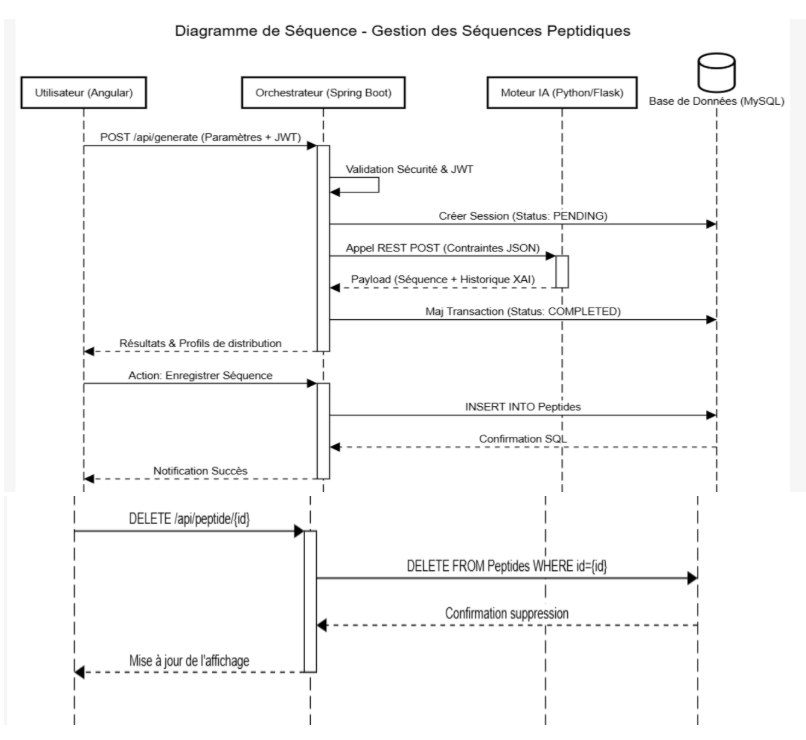 Diagramme de Séquence - Gestion des Séquences Peptidiques
Utilisateur (Angular)
Orchestrateur (Spring Boot)
Moteur IA (Python/Flask)
Base de Données (MySQL)
POST /api/generate (Paramètres + JWT)
Validation Sécurité & JWT
Créer Session (Status: PENDING)
Appel REST POST (Contraintes JSON)
Payload (Séquence + Historique XAI)
Maj Transaction (Status: COMPLETED)
Résultats & Profils de distribution
Action: Enregistrer Séquence
INSERT INTO Peptides
Confirmation SQL
Notification Succès
DELETE /api/peptide/{id}
DELETE FROM Peptides WHERE id={id}
Confirmation suppression
Mise à jour de l'affichage